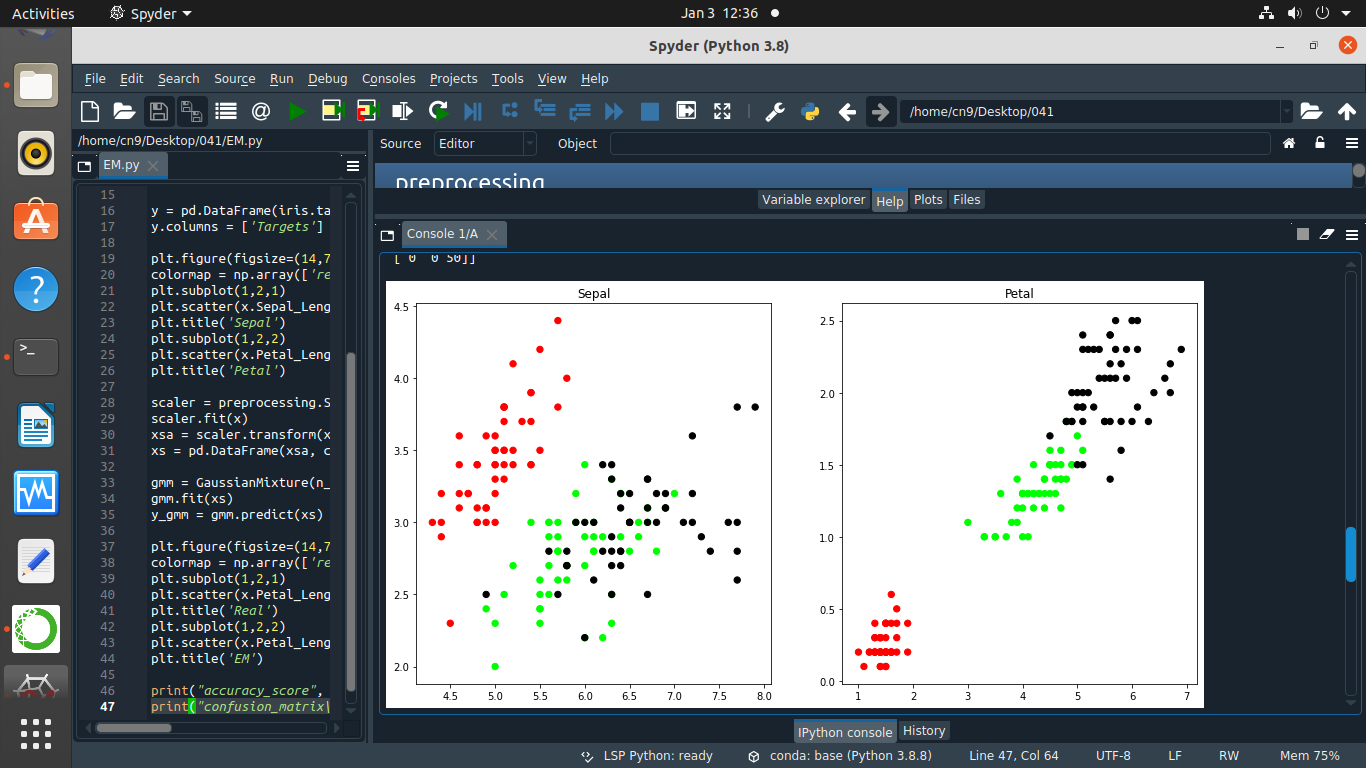 Activities Spyder Jan 3 12:36
Spyder (Python 3.8)
File Edit Search Source Run Debug Consoles Projects Tools View Help
/home/cn9/Desktop/041
/home/cn9/Desktop/041/EM.py
EM.py
15
16 y = pd.DataFrame(iris.ta
17 y.columns = ['Targets']
18
19 plt.figure(figsize=(14,7
20 colormap = np.array(['re
21 plt.subplot(1,2,1)
22 plt.scatter(x.Sepal_Leng
23 plt.title('Sepal')
24 plt.subplot(1,2,2)
25 plt.scatter(x.Petal_Leng
26 plt.title('Petal')
27
28 scaler = preprocessing.S
29 scaler.fit(x)
30 xsa = scaler.transform(x
31 xs = pd.DataFrame(xsa, c
32
33 gmm = GaussianMixture(n_
34 gmm.fit(xs)
35 y_gmm = gmm.predict(xs)
36
37 plt.figure(figsize=(14,7
38 colormap = np.array(['re
39 plt.subplot(1,2,1)
40 plt.scatter(x.Petal_Leng
41 plt.title('Real')
42 plt.subplot(1,2,2)
43 plt.scatter(x.Petal_Leng
44 plt.title('EM')
45
46 print("accuracy_score",
47 print("confusion_matrix\
Source Editor Object
preprocessing
Variable explorer Help Plots Files
Console 1/A
[ 0 0 50]]
Sepal
4.5
4.0
3.5
3.0
2.5
2.0
4.5 5.0 5.5 6.0 6.5 7.0 7.5 8.0
Petal
2.5
2.0
1.5
1.0
0.5
0.0
1 2 3 4 5 6 7
IPython console History
LSP Python: ready conda: base (Python 3.8.8) Line 47, Col 64 UTF-8 LF RW Mem 75%